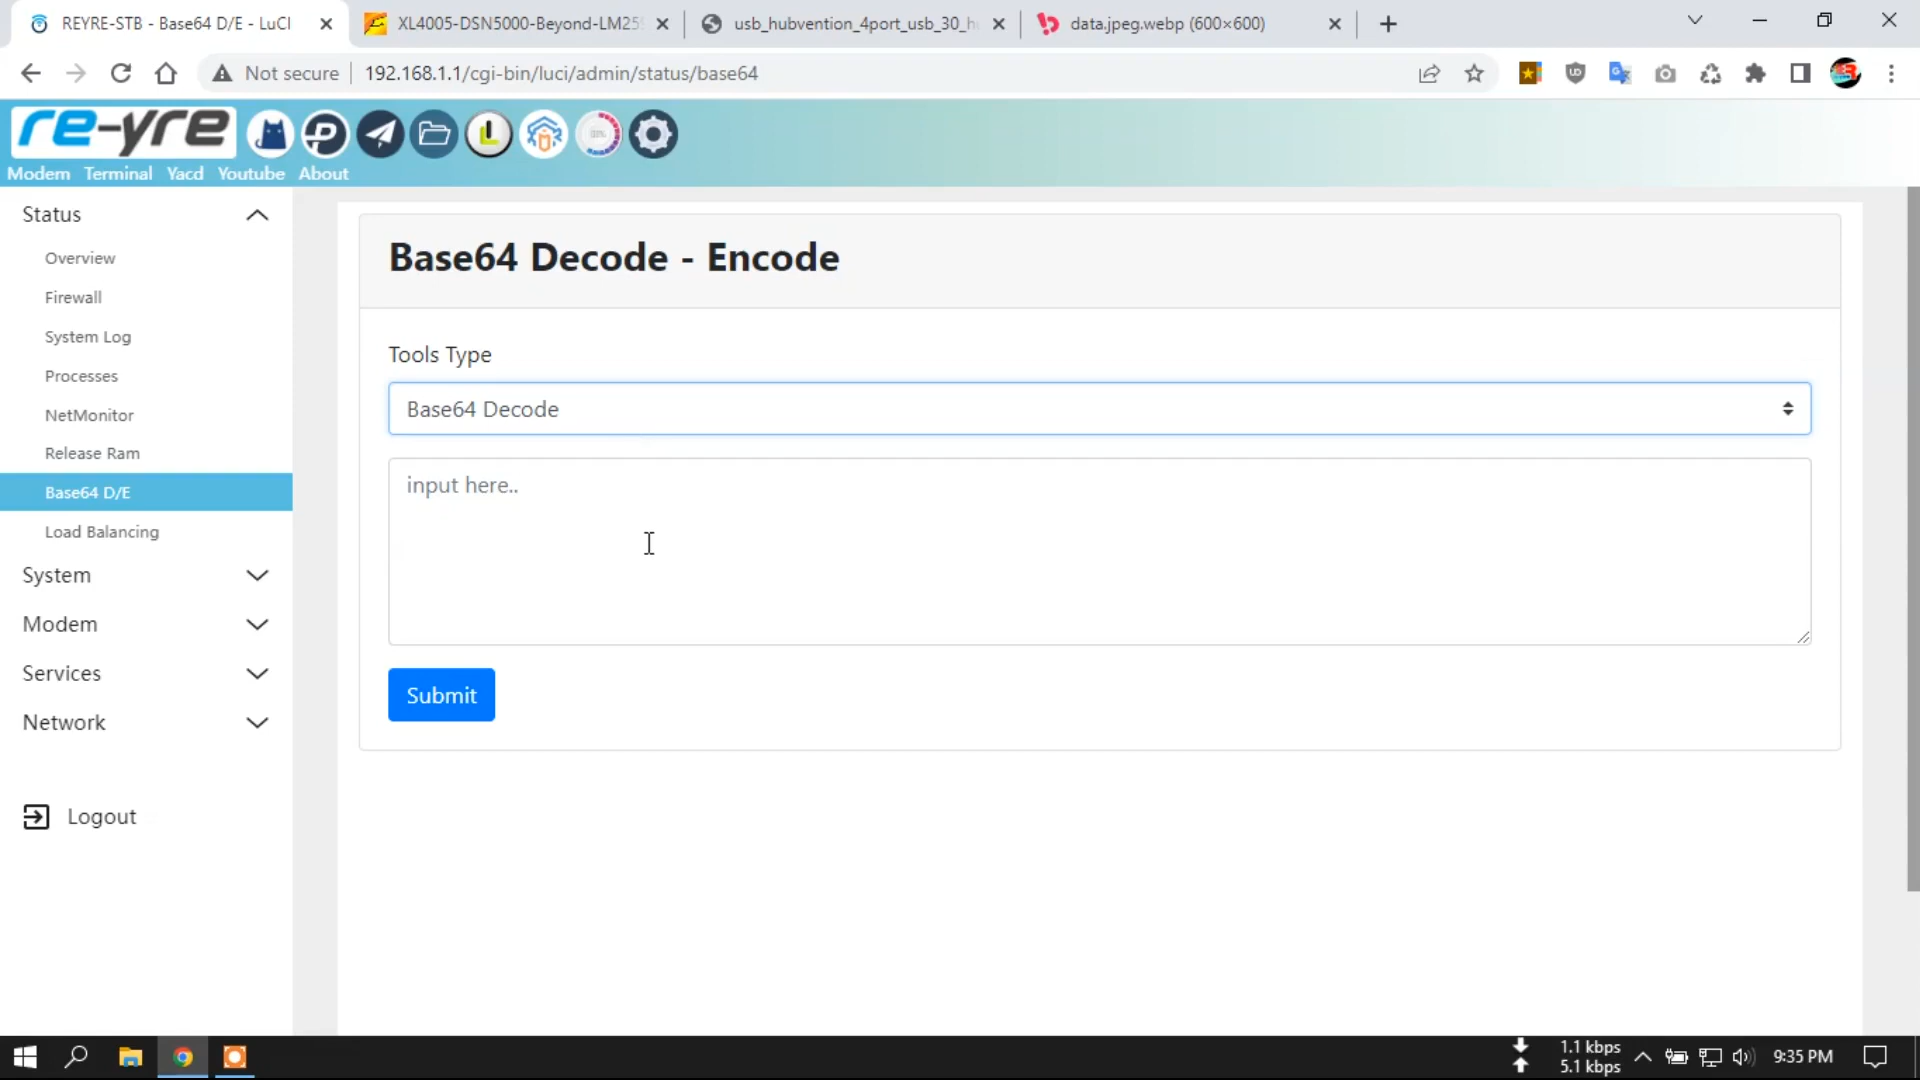 REYRE-STB - Base64 D/E - LuCI
XL4005-DSN5000-Beyond-LM259
usb_hubvention_4port_usb_30_h
data.jpeg.webp (600×600)
Not secure
192.168.1.1/cgi-bin/luci/admin/status/base64
re-yre
Modem Terminal Yacd Youtube About
Status
Overview
Firewall
System Log
Processes
NetMonitor
Release Ram
Base64 D/E
Load Balancing
System
Modem
Services
Network
Logout
Base64 Decode - Encode
Tools Type
Base64 Decode
input here..
Submit
1.1 kbps
5.1 kbps
9:35 PM